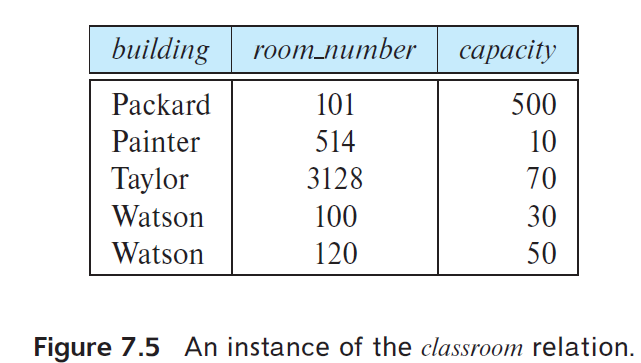 building room_number capacity
Packard 101 500
Painter 514 10
Taylor 3128 70
Watson 100 30
Watson 120 50
Figure 7.5 An instance of the classroom relation.